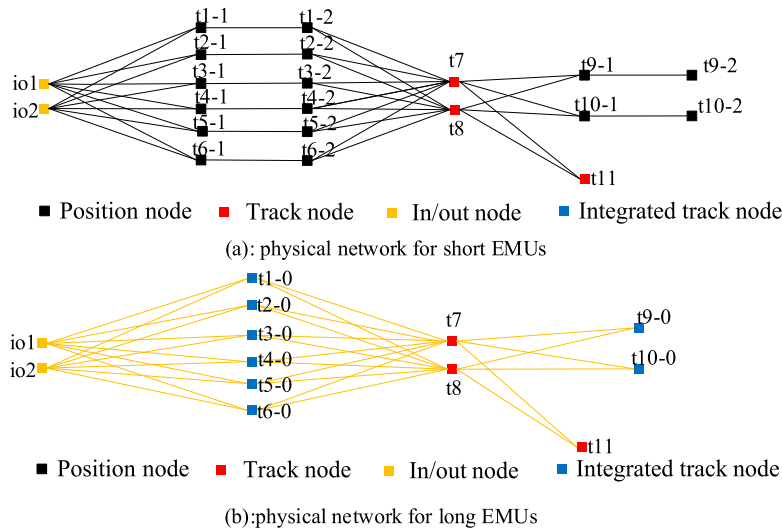 t1-1 t1-2
t2-1 t2-2
t7 t9-1 t9-2
t3-1 t3-2
io1
t4-1 t4-2
io2
t10-1 t10-2
t5-1 t5-2
t8
t6-1 t6-2
t11
Position node Track node In/out node Integrated track node
(a): physical network for short EMUs
t1-0
t2-0
t7 t9-0
t3-0
io1
t4-0
t10-0
io2
t5-0
t8
t6-0
t11
Position node Track node In/out node Integrated track node
(b):physical network for long EMUs